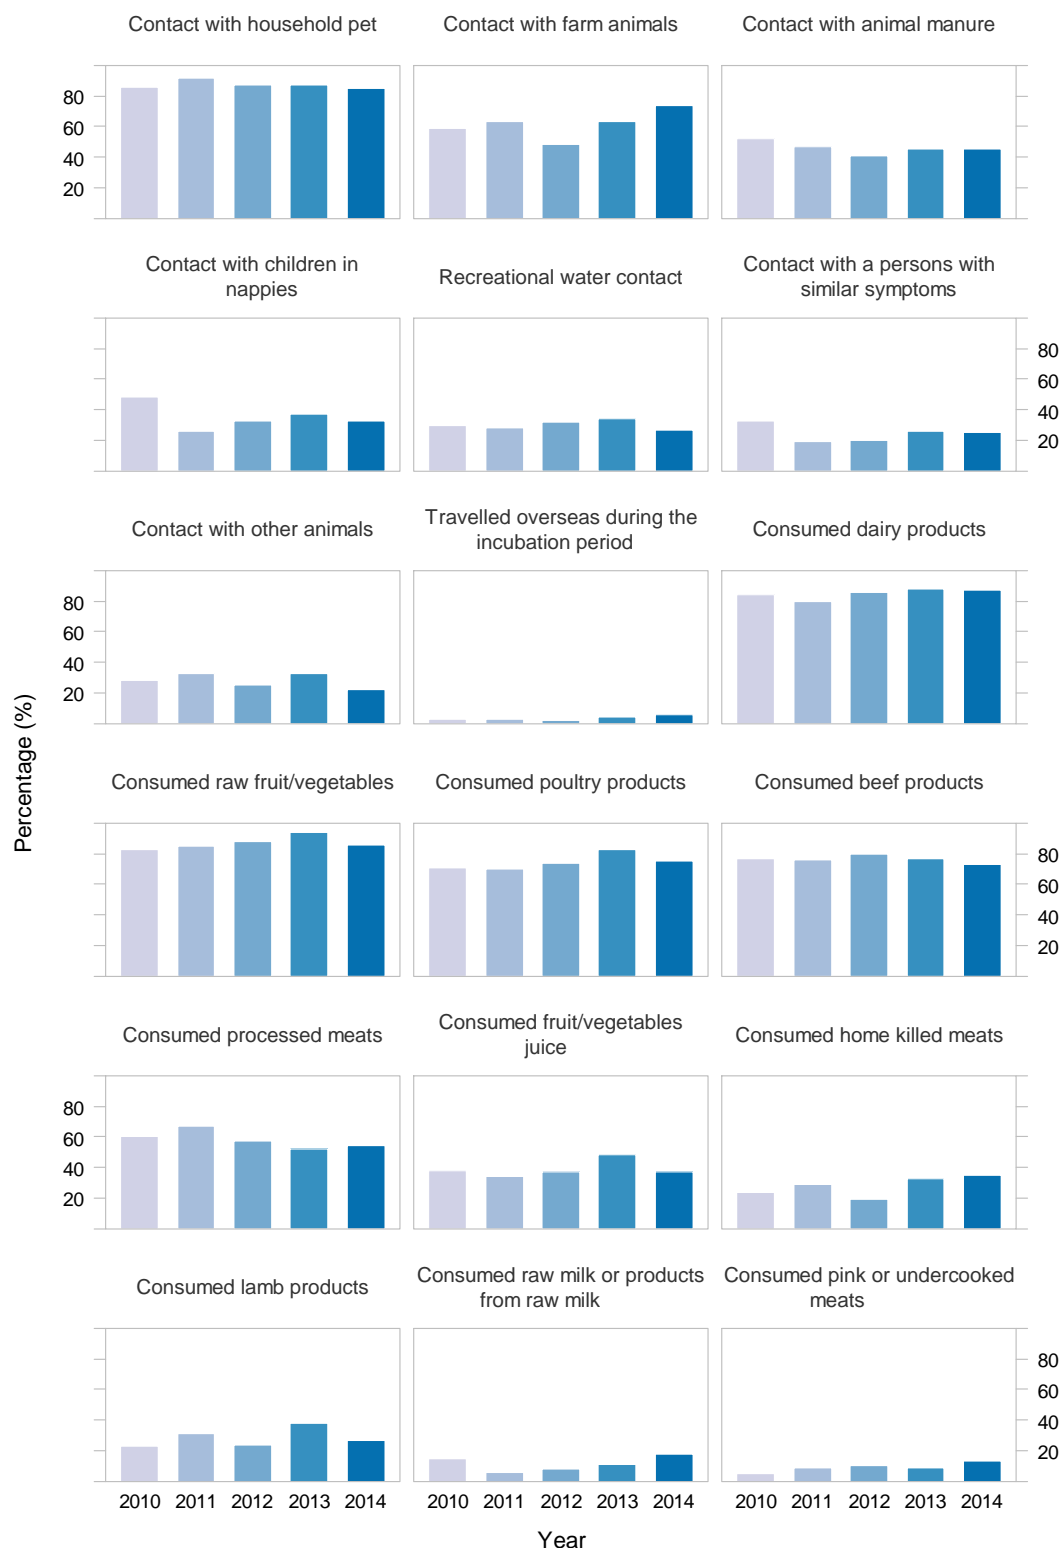 Contact with household pet
Contact with farm animals
Contact with animal manure
80
60
40
20
Contact with children in
nappies
Recreational water contact
Contact with a persons with
similar symptoms
80
60
40
20
Contact with other animals
Travelled overseas during the
incubation period
Consumed dairy products
80
60
40
20
Percentage (%)
Consumed raw fruit/vegetables
Consumed poultry products
Consumed beef products
80
60
40
20
Consumed processed meats
Consumed fruit/vegetables
juice
Consumed home killed meats
80
60
40
20
Consumed lamb products
Consumed raw milk or products
from raw milk
Consumed pink or undercooked
meats
80
60
40
20
2010 2011 2012 2013 2014
2010 2011 2012 2013 2014
2010 2011 2012 2013 2014
Year